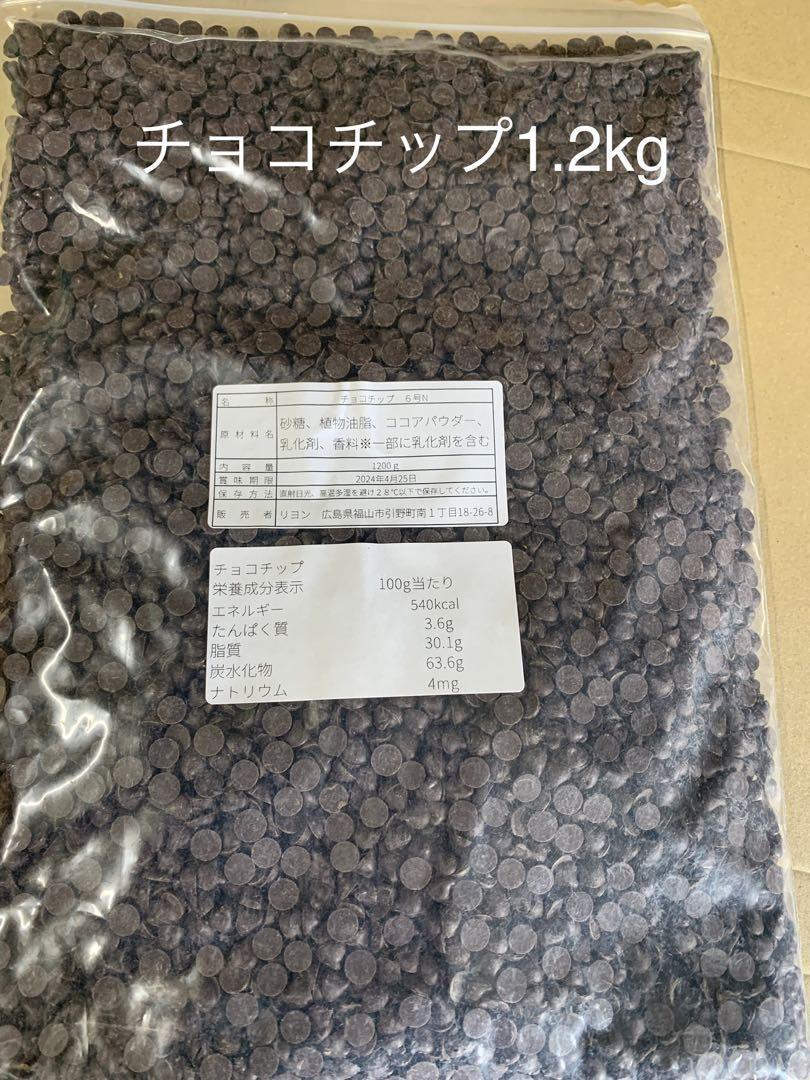 チョコチップ1.2kg
名称 チョコチップ 6号N
原材料名 砂糖、植物油脂、ココアパウダー、
乳化剤、香料※一部に乳化剤を含む
内容量 1200g
賞味期限 2024年4月25日
保存方法 直射日光、高温多湿を避け28℃以下で保存してください。
販売者 リヨン 広島県福山市引野町南1丁目18-26-8
チョコチップ
栄養成分表示 100g当たり
エネルギー 540kcal
たんぱく質 3.6g
脂質 30.1g
炭水化物 63.6g
ナトリウム 4mg